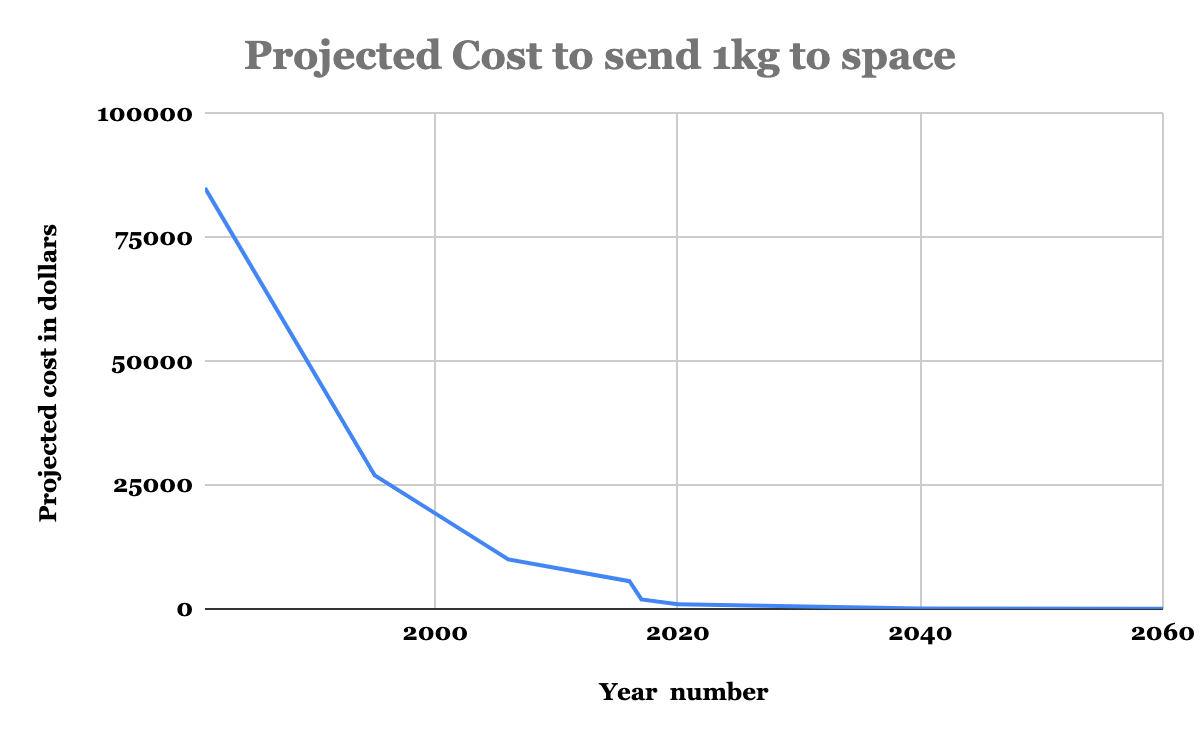 Projected Cost to send 1kg to space
100000
75000
50000
25000
0
Projected cost in dollars
2000 2020 2040 2060
Year number